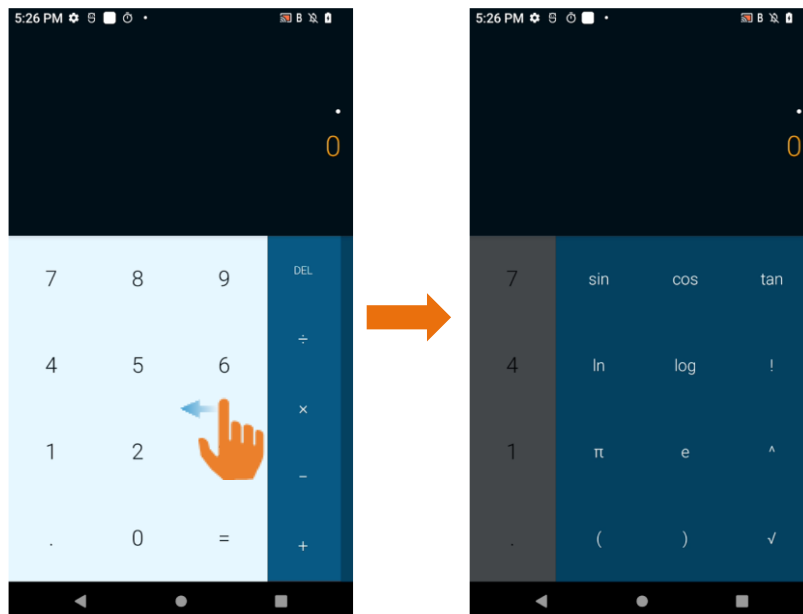 5:26 PM B
0
7 8 9 DEL
÷
4 5 6
×
1 2
−
. 0 =
+
5:26 PM B
0
7 sin cos tan
4 ln log !
1 π e ^
. ( ) √